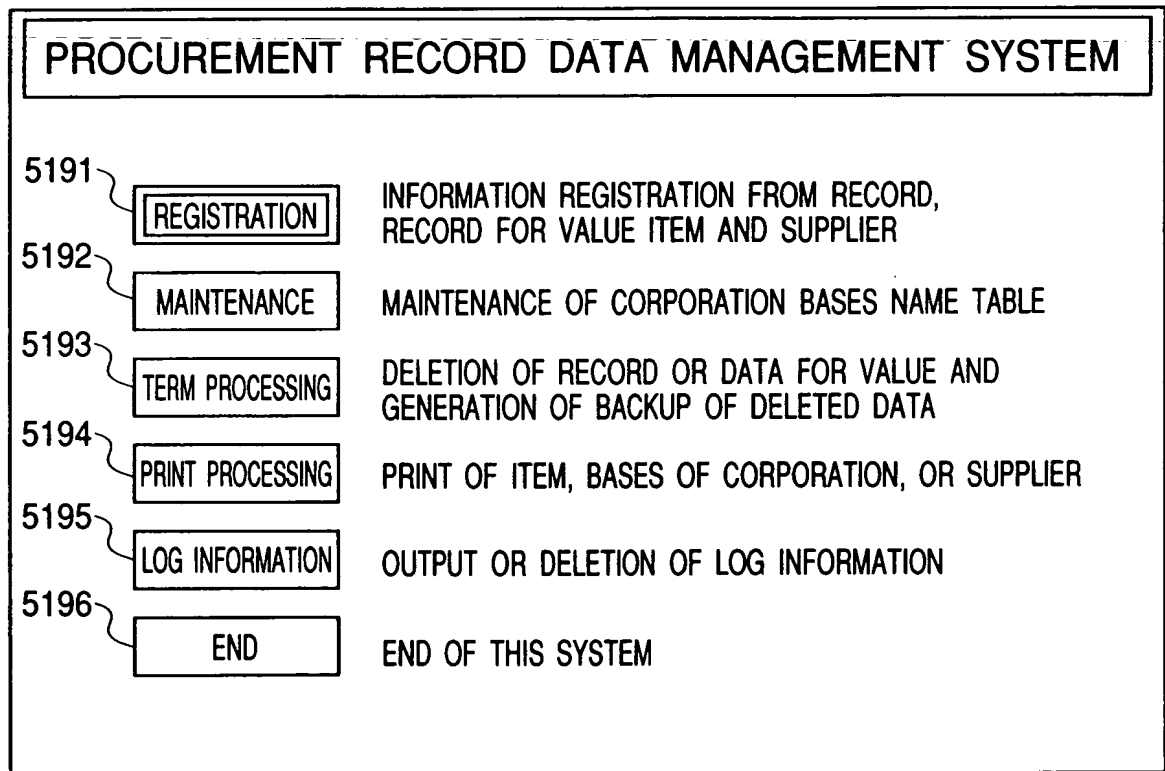 PROCUREMENT RECORD DATA MANAGEMENT SYSTEM
5191
REGISTRATION
INFORMATION REGISTRATION FROM RECORD,
RECORD FOR VALUE ITEM AND SUPPLIER
5192
MAINTENANCE
MAINTENANCE OF CORPORATION BASES NAME TABLE
5193
TERM PROCESSING
DELETION OF RECORD OR DATA FOR VALUE AND
GENERATION OF BACKUP OF DELETED DATA
5194
PRINT PROCESSING
PRINT OF ITEM, BASES OF CORPORATION, OR SUPPLIER
5195
LOG INFORMATION
OUTPUT OR DELETION OF LOG INFORMATION
5196
END
END OF THIS SYSTEM